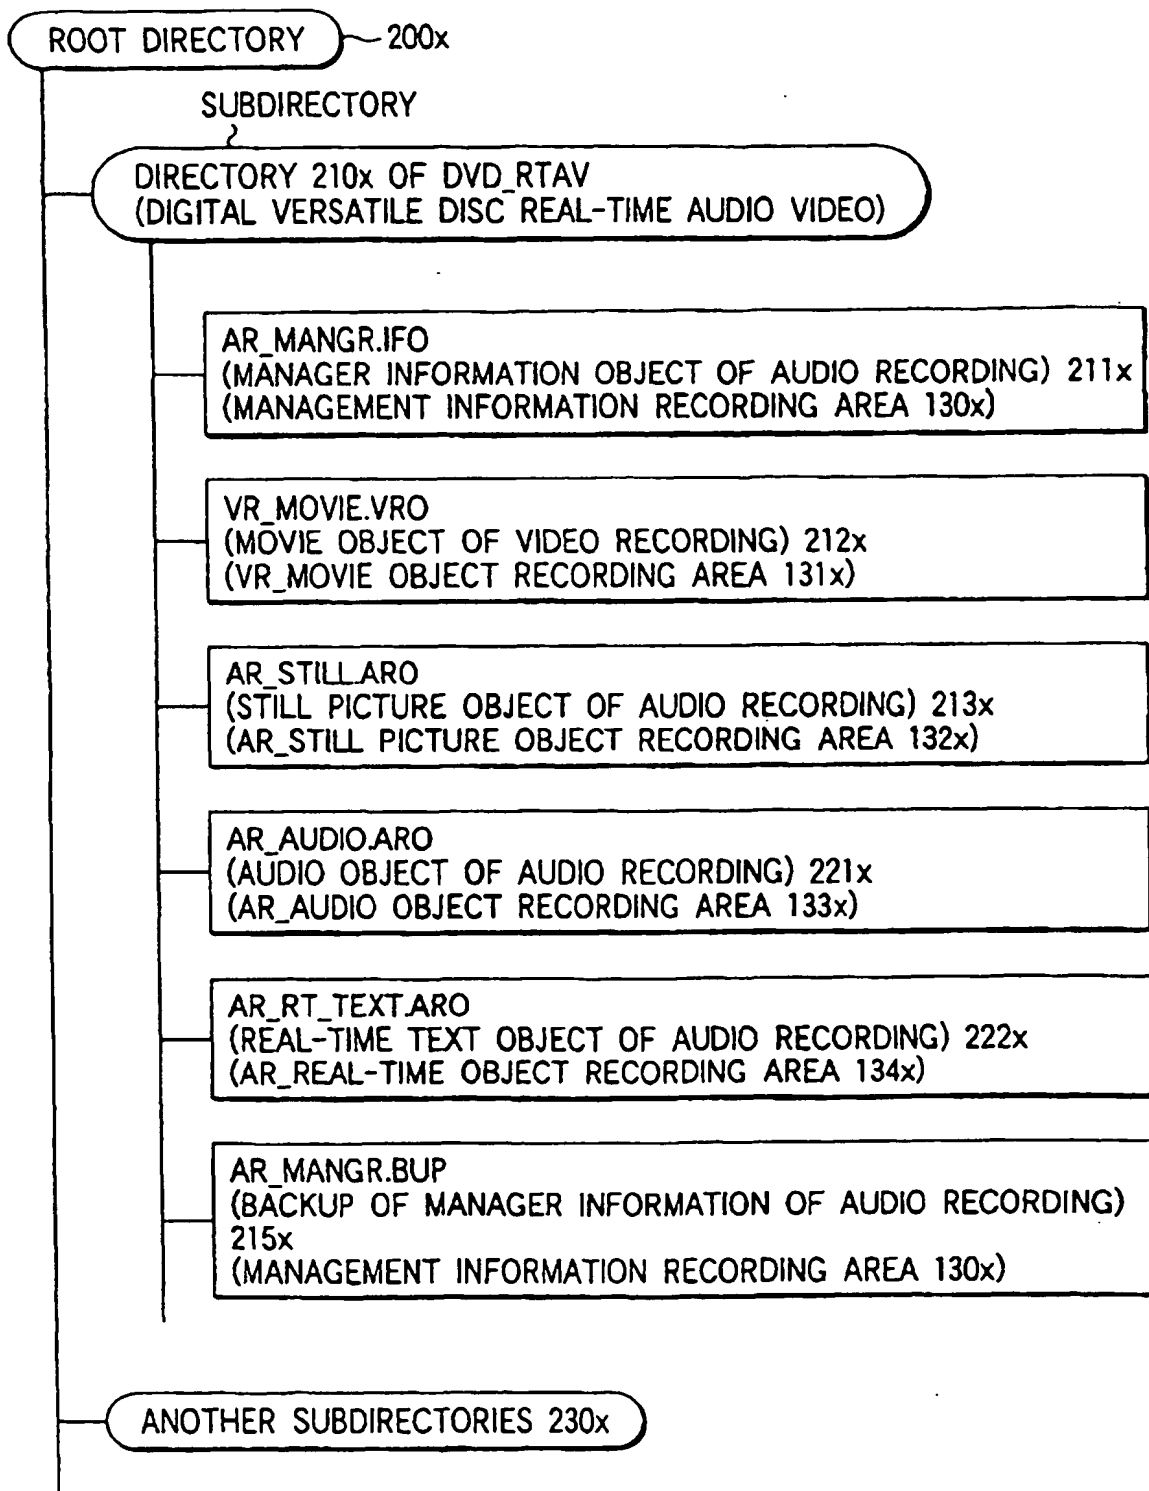 ROOT DIRECTORY
200x
SUBDIRECTORY
DIRECTORY 210x OF DVD_RTAV
(DIGITAL VERSATILE DISC REAL-TIME AUDIO VIDEO)
AR_MANGR.IFO
(MANAGER INFORMATION OBJECT OF AUDIO RECORDING) 211x
(MANAGEMENT INFORMATION RECORDING AREA 130x)
VR_MOVIE.VRO
(MOVIE OBJECT OF VIDEO RECORDING) 212x
(VR_MOVIE OBJECT RECORDING AREA 131x)
AR_STILL.ARO
(STILL PICTURE OBJECT OF AUDIO RECORDING) 213x
(AR_STILL PICTURE OBJECT RECORDING AREA 132x)
AR_AUDIO.ARO
(AUDIO OBJECT OF AUDIO RECORDING) 221x
(AR_AUDIO OBJECT RECORDING AREA 133x)
AR_RT_TEXT.ARO
(REAL-TIME TEXT OBJECT OF AUDIO RECORDING) 222x
(AR_REAL-TIME OBJECT RECORDING AREA 134x)
AR_MANGR.BUP
(BACKUP OF MANAGER INFORMATION OF AUDIO RECORDING)
215x
(MANAGEMENT INFORMATION RECORDING AREA 130x)
ANOTHER SUBDIRECTORIES 230x